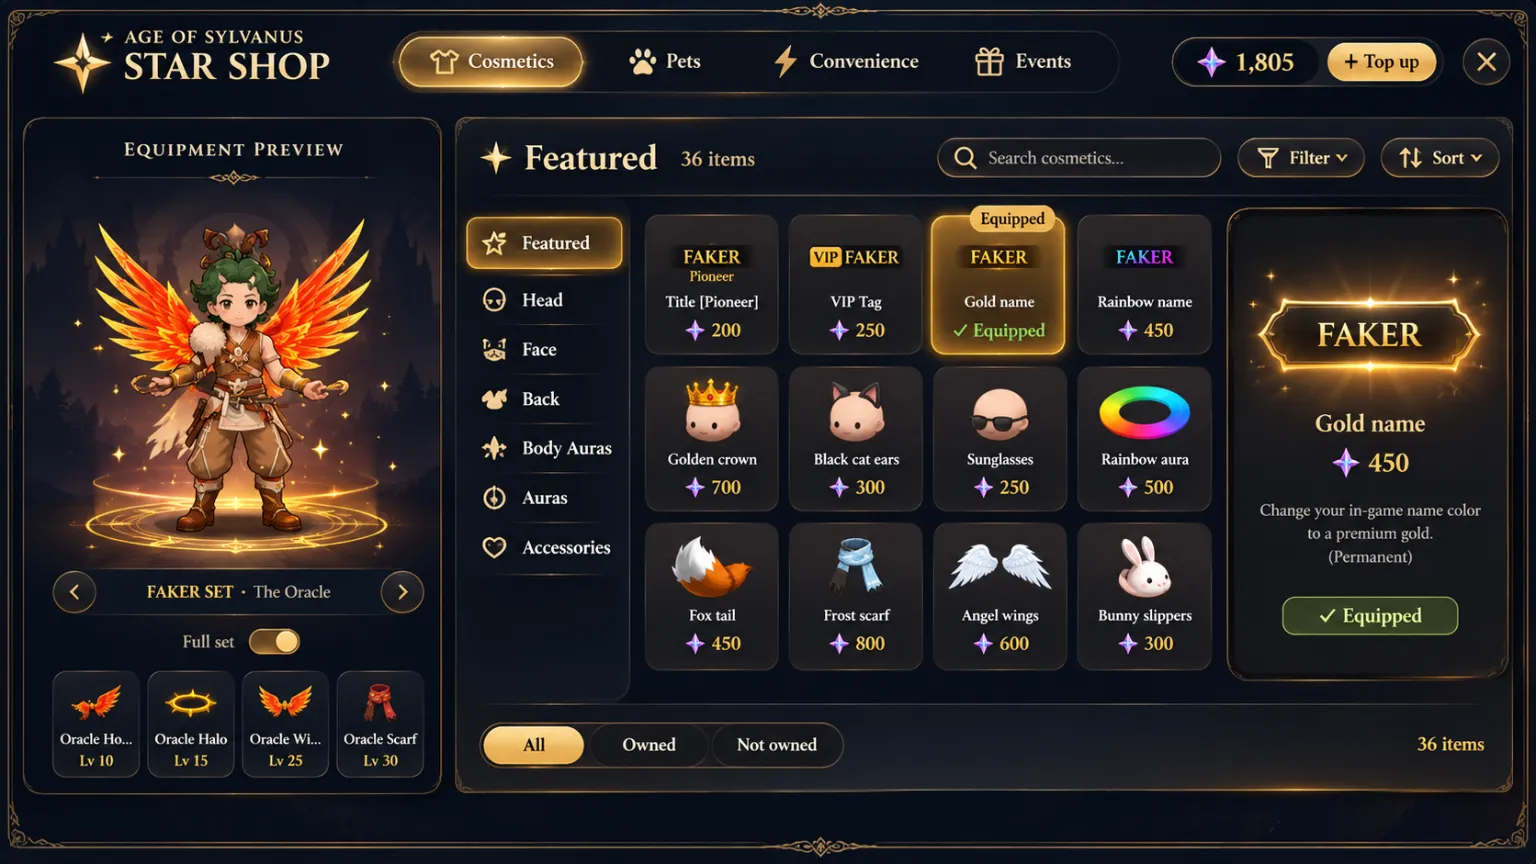 AGE OF SYLVANUS
STAR SHOP
Cosmetics
Pets
Convenience
Events
1,805
+ Top up
EQUIPMENT PREVIEW
FAKER SET · The Oracle
Full set
Oracle Ho...
Lv 10
Oracle Halo
Lv 15
Oracle Wi...
Lv 25
Oracle Scarf
Lv 30
Featured
36 items
Search cosmetics...
Filter
Sort
Featured
Head
Face
Back
Body Auras
Auras
Accessories
FAKER
Pioneer
Title [Pioneer]
200
VIP FAKER
VIP Tag
250
Equipped
FAKER
Gold name
✓ Equipped
FAKER
Rainbow name
450
Golden crown
700
Black cat ears
300
Sunglasses
250
Rainbow aura
500
Fox tail
450
Frost scarf
800
Angel wings
600
Bunny slippers
300
FAKER
Gold name
450
Change your in-game name color
to a premium gold.
(Permanent)
✓ Equipped
All
Owned
Not owned
36 items